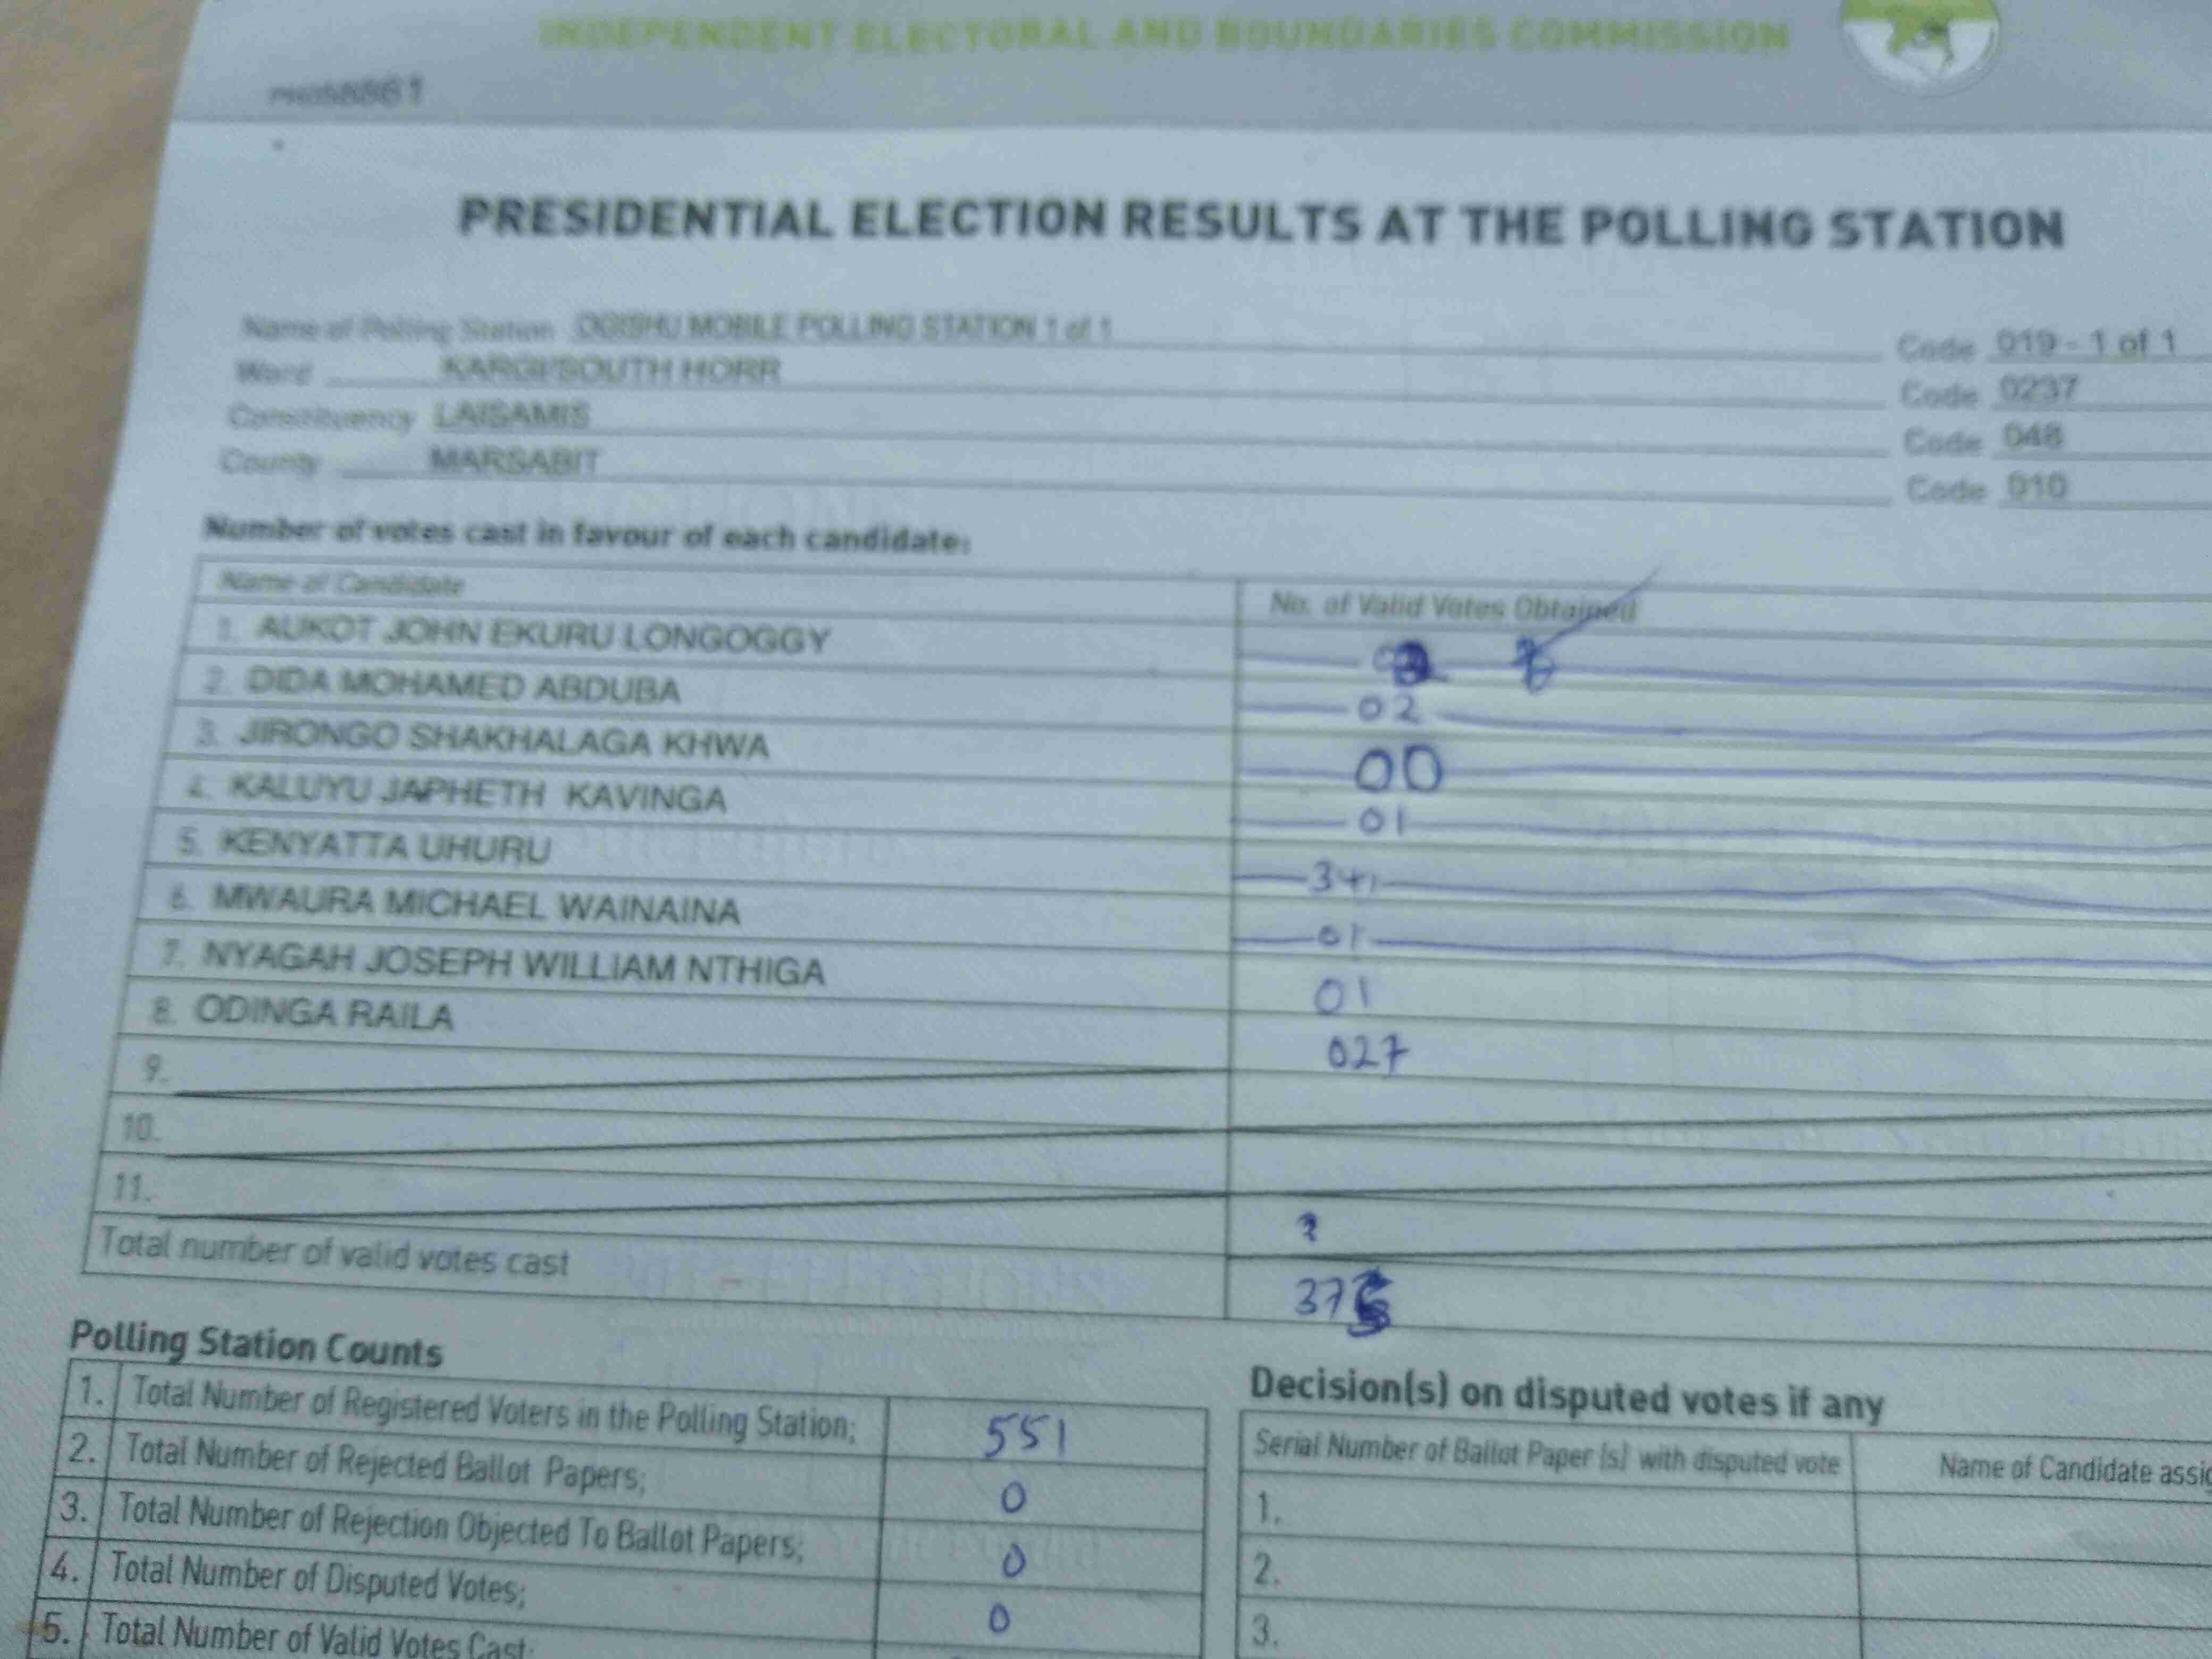 INDEPENDENT ELECTORAL AND BOUNDARIES COMMISSION
PRESIDENTIAL ELECTION RESULTS AT THE POLLING STATION
Name of Polling Station MOBILE POLLING STATION 1 of 1 Code 019 - 1 of 1
Ward KARGI/SOUTH HORR Code 0237
Constituency LAISAMIS Code 048
County MARSABIT Code 010
Number of votes cast in favour of each candidate:
Name of Candidate No. of Valid Votes Obtained
1. AUKOT JOHN EKURU LONGOGGY
2. DIDA MOHAMED ABDUBA 02
3. JIRONGO SHAKHALAGA KHWA 00
4. KALUYU JAPHETH KAVINGA 01
5. KENYATTA UHURU 341
6. MWAURA MICHAEL WAINAINA 01
7. NYAGAH JOSEPH WILLIAM NTHIGA 01
8. ODINGA RAILA 027
9.
10.
11.
Total number of valid votes cast
Polling Station Counts
1. Total Number of Registered Voters in the Polling Station; 551
2. Total Number of Rejected Ballot Papers; 0
3. Total Number of Rejection Objected To Ballot Papers; 0
4. Total Number of Disputed Votes; 0
5. Total Number of Valid Votes Cast;
Decision(s) on disputed votes if any
Serial Number of Ballot Paper (s) with disputed vote Name of Candidate assig
1.
2.
3.